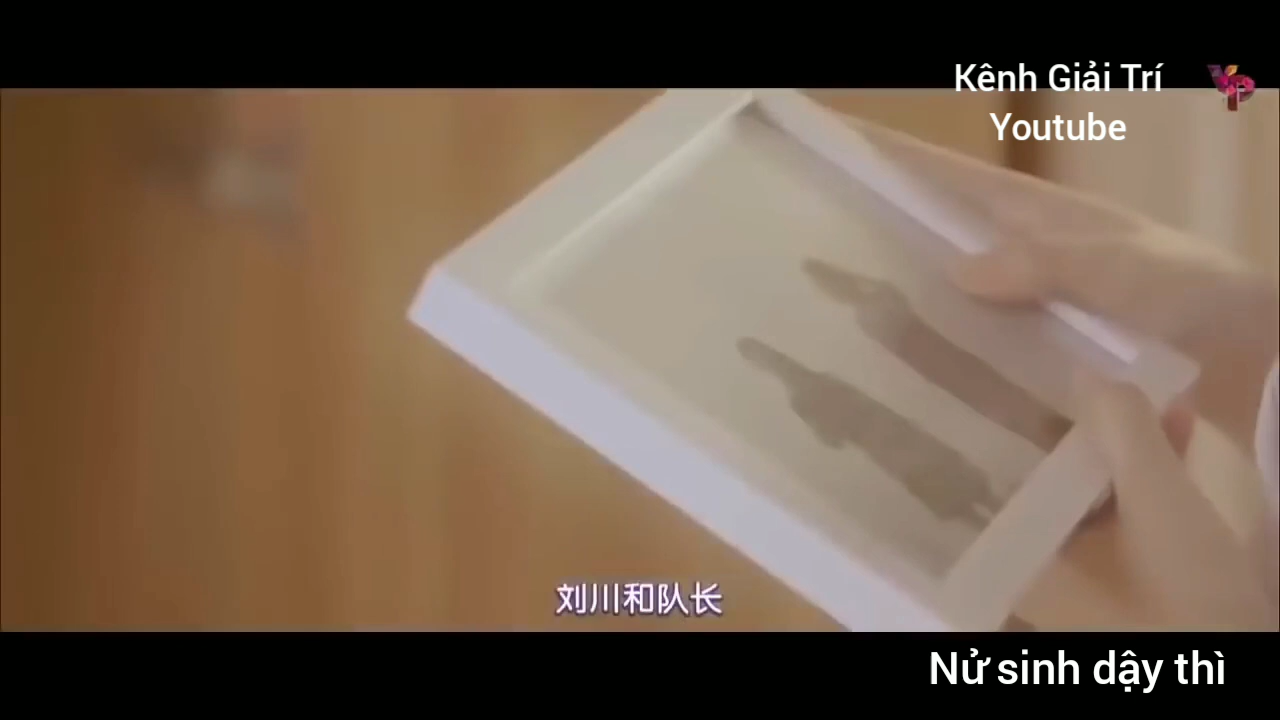 Kênh Giải Trí
Youtube
刘川和队长
Nử sinh dậy thì